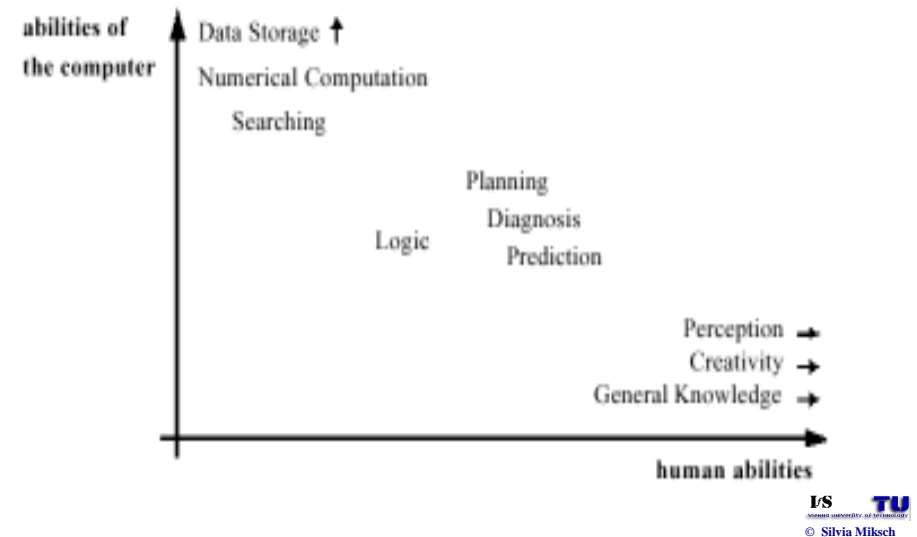 abilities of
the computer
Data Storage
Numerical Computation
Searching
Planning
Diagnosis
Logic
Prediction
Perception
Creativity
General Knowledge
human abilities
TU
© Silvia Miksch